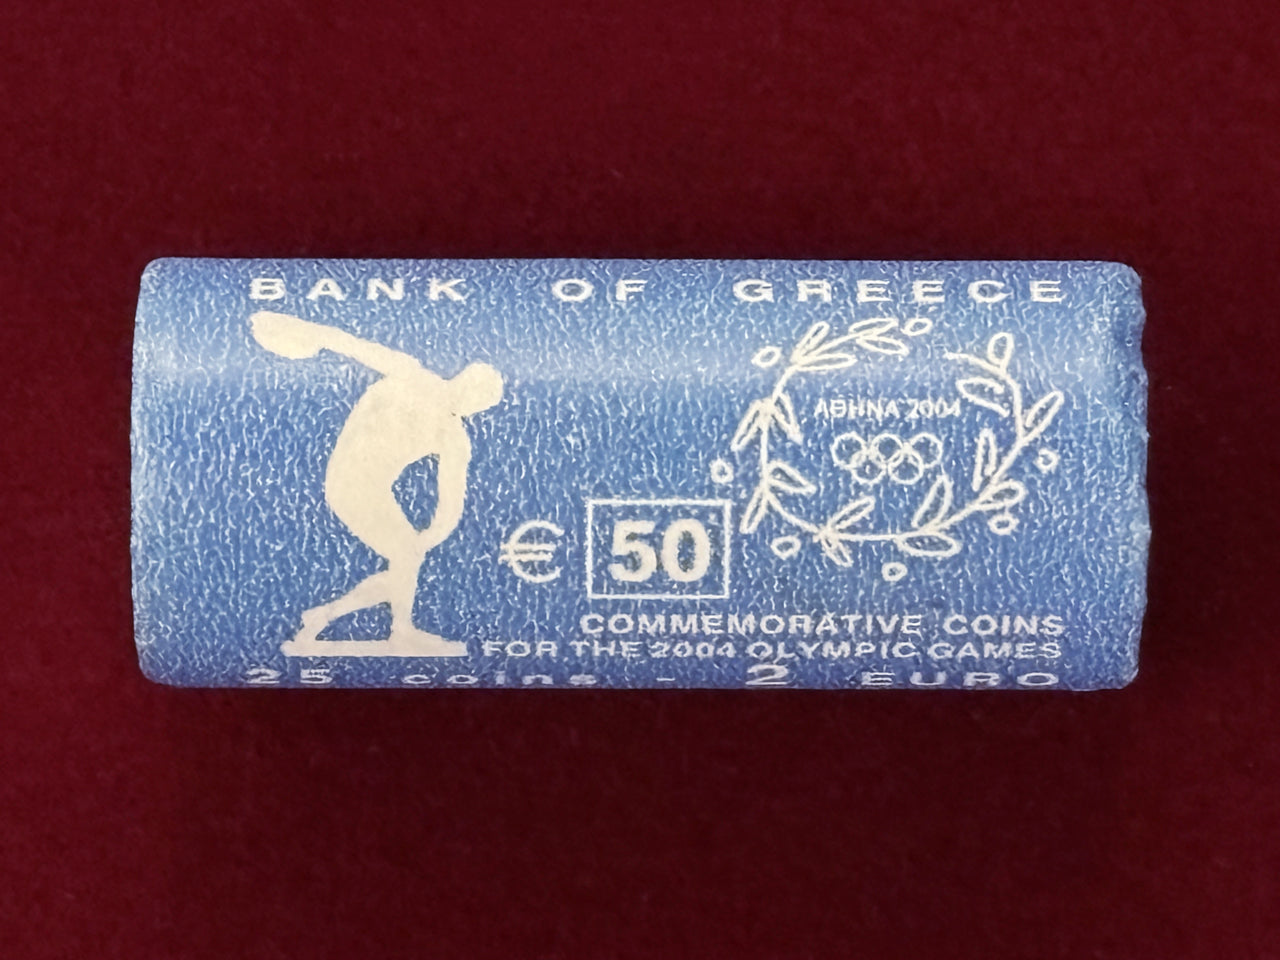 BANK OF GREECE
ΑΘΗΝΑ 2004
€ 50
COMMEMORATIVE COINS
FOR THE 2004 OLYMPIC GAMES
25 coins - 2 EURO